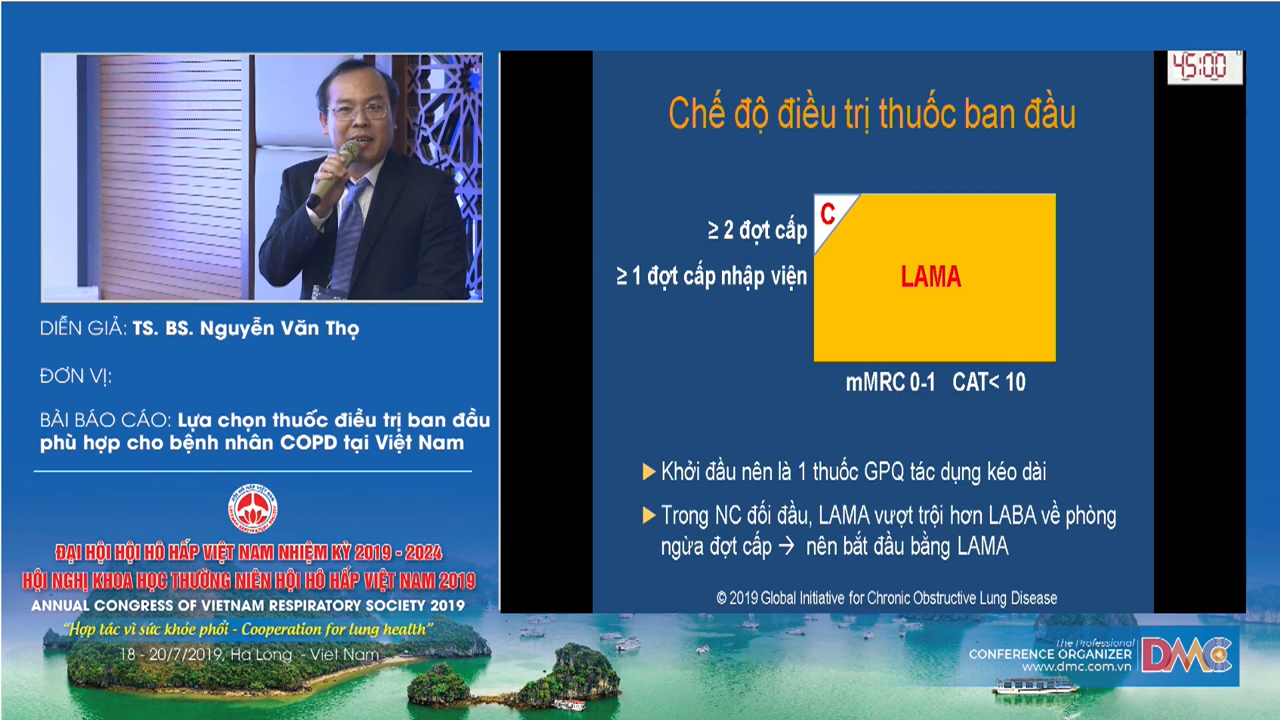 45:00
Chế độ điều trị thuốc ban đầu
C
≥ 2 đợt cấp
≥ 1 đợt cấp nhập viện
LAMA
mMRC 0-1 CAT< 10
Khởi đầu nên là 1 thuốc GPQ tác dụng kéo dài
Trong NC đối đầu, LAMA vượt trội hơn LABA về phòng
ngừa đợt cấp → nên bắt đầu bằng LAMA
© 2019 Global Initiative for Chronic Obstructive Lung Disease
DIỄN GIẢ: TS. BS. Nguyễn Văn Thọ
ĐƠN VỊ:
BÀI BÁO CÁO: Lựa chọn thuốc điều trị ban đầu
phù hợp cho bệnh nhân COPD tại Việt Nam
ĐẠI HỘI HỘI HÔ HẤP VIỆT NAM NHIỆM KỲ 2019 - 2024
HỘI NGHỊ KHOA HỌC THƯỜNG NIÊN HỘI HÔ HẤP VIỆT NAM 2019
ANNUAL CONGRESS OF VIETNAM RESPIRATORY SOCIETY 2019
“Hợp tác vì sức khỏe phổi - Cooperation for lung health”
18 - 20/7/2019, Ha Long - Viet Nam
The Professional
CONFERENCE ORGANIZER
www.dmc.com.vn
DMC